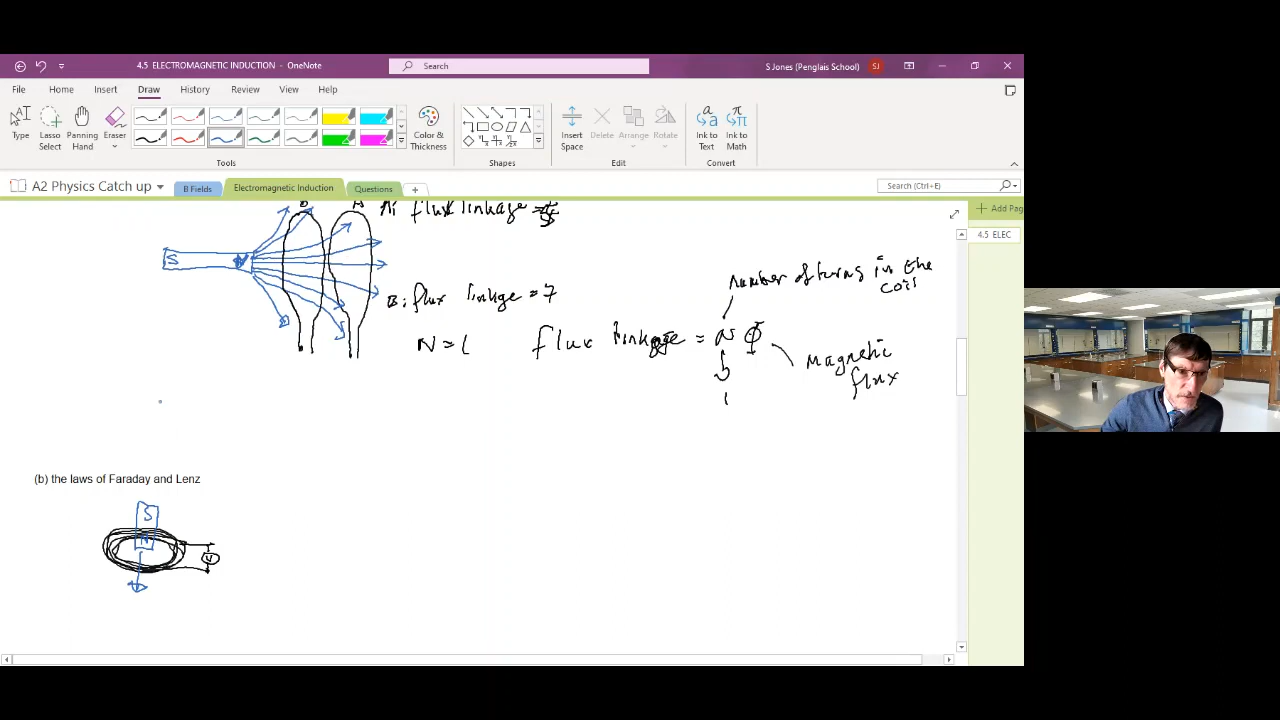 4.5 ELECTROMAGNETIC INDUCTION - OneNote
Search
S Jones (Penglais School)
SJ
File
Home
Insert
Draw
History
Review
View
Help
Type
Lasso Select
Panning Hand
Eraser
Color & Thickness
Insert Space
Delete
Arrange
Rotate
Ink to Text
Ink to Math
Tools
Shapes
Edit
Convert
A2 Physics Catch up
B Fields
Electromagnetic Induction
Questions
Search (Ctrl+E)
Add Pag
4.5 ELEC
B
A
A: flux linkage =
S
N
B: flux linkage = 7
N = 1
flux linkage = N Φ
number of turns in the coil
magnetic flux
1
(b) the laws of Faraday and Lenz
S
N
V